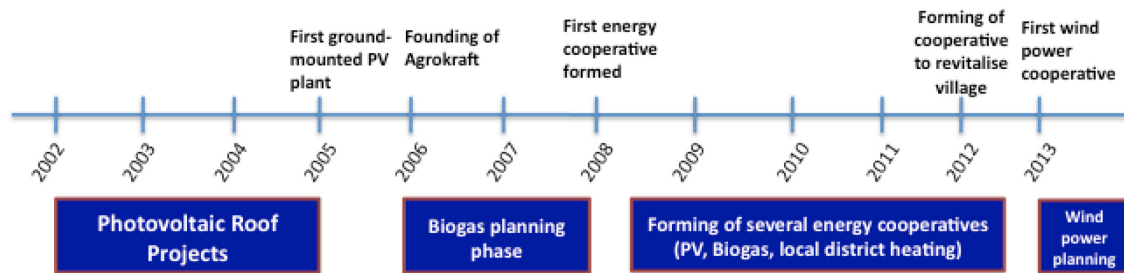 First ground-
mounted PV
plant
Founding of
Agrokraft
First energy
cooperative
formed
Forming of
cooperative
to revitalise
village
First wind
power
cooperative
2002
2003
2004
2005
2006
2007
2008
2009
2010
2011
2012
2013
Photovoltaic Roof
Projects
Biogas planning
phase
Forming of several energy cooperatives
(PV, Biogas, local district heating)
Wind
power
planning